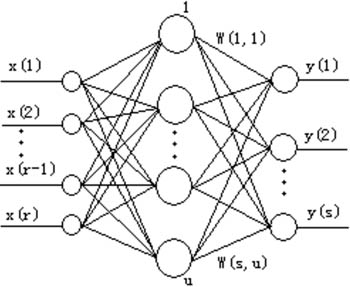 1
W(1,1)
x(1)
y(1)
x(2)
y(2)
x(r-1)
x(r)
y(s)
W(s,u)
u